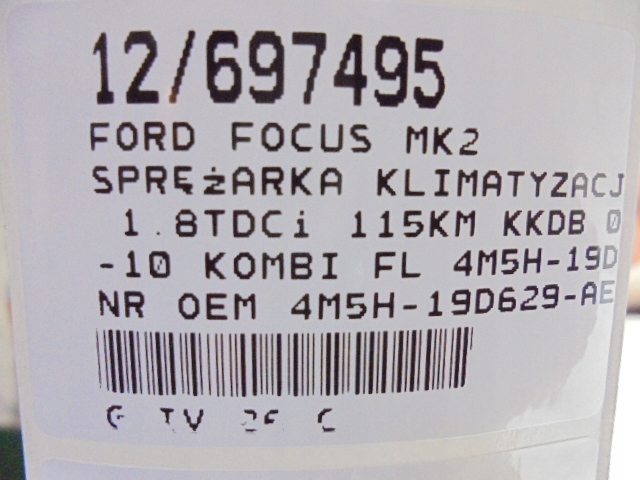 12/697495
FORD FOCUS MK2
SPRĘŻARKA KLIMATYZACJ
1.8TDCi 115KM KKDB 0
-10 KOMBI FL 4M5H-19D
NR OEM 4M5H-19D629-AE